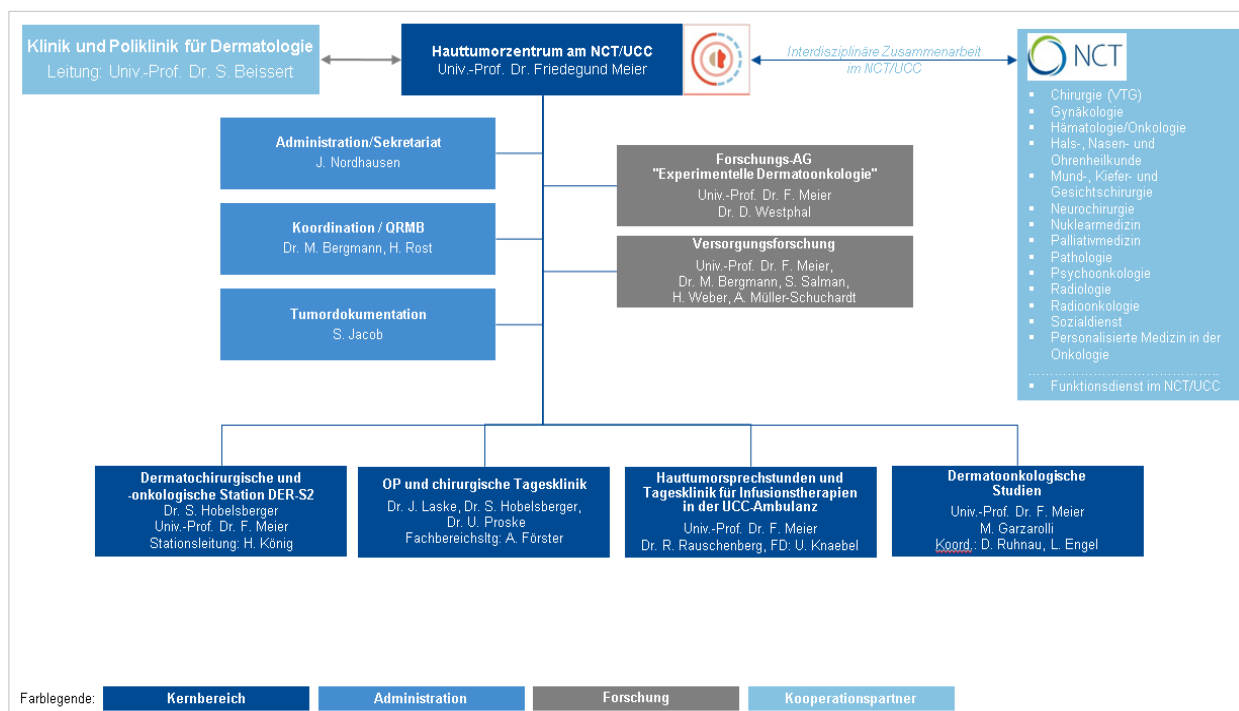 Klinik und Poliklinik für Dermatologie
Leitung: Univ.-Prof. Dr. S. Beissert
Hauttumorzentrum am NCT/UCC
Univ.-Prof. Dr. Friedegund Meier
Interdisziplinäre Zusammenarbeit
im NCT/UCC
NCT
▪ Chirurgie (VTG)
▪ Gynäkologie
▪ Hämatologie/Onkologie
▪ Hals-, Nasen- und
Ohrenheilkunde
▪ Mund-, Kiefer- und
Gesichtschirurgie
▪ Neurochirurgie
▪ Nuklearmedizin
▪ Palliativmedizin
▪ Pathologie
▪ Psychoonkologie
▪ Radiologie
▪ Radioonkologie
▪ Sozialdienst
▪ Personalisierte Medizin in der
Onkologie
▪ Funktionsdienst im NCT/UCC
Administration/Sekretariat
J. Nordhausen
Koordination / QRMB
Dr. M. Bergmann, H. Rost
Tumordokumentation
S. Jacob
Forschungs-AG
"Experimentelle Dermatoonkologie"
Univ.-Prof. Dr. F. Meier
Dr. D. Westphal
Versorgungsforschung
Univ.-Prof. Dr. F. Meier,
Dr. M. Bergmann, S. Salman,
H. Weber, A. Müller-Schuchardt
Dermatochirurgische und
-onkologische Station DER-S2
Dr. S. Hobelsberger
Univ.-Prof. Dr. F. Meier
Stationsleitung: H. König
OP und chirurgische Tagesklinik
Dr. J. Laske, Dr. S. Hobelsberger,
Dr. U. Proske
Fachbereichsltg: A. Förster
Hauttumorsprechstunden und
Tagesklinik für Infusionstherapien
in der UCC-Ambulanz
Univ.-Prof. Dr. F. Meier
Dr. R. Rauschenberg, FD: U. Knaebel
Dermatoonkologische
Studien
Univ.-Prof. Dr. F. Meier
M. Garzarolli
Koord.: D. Ruhnau, L. Engel
Farblegende:
Kernbereich
Administration
Forschung
Kooperationspartner